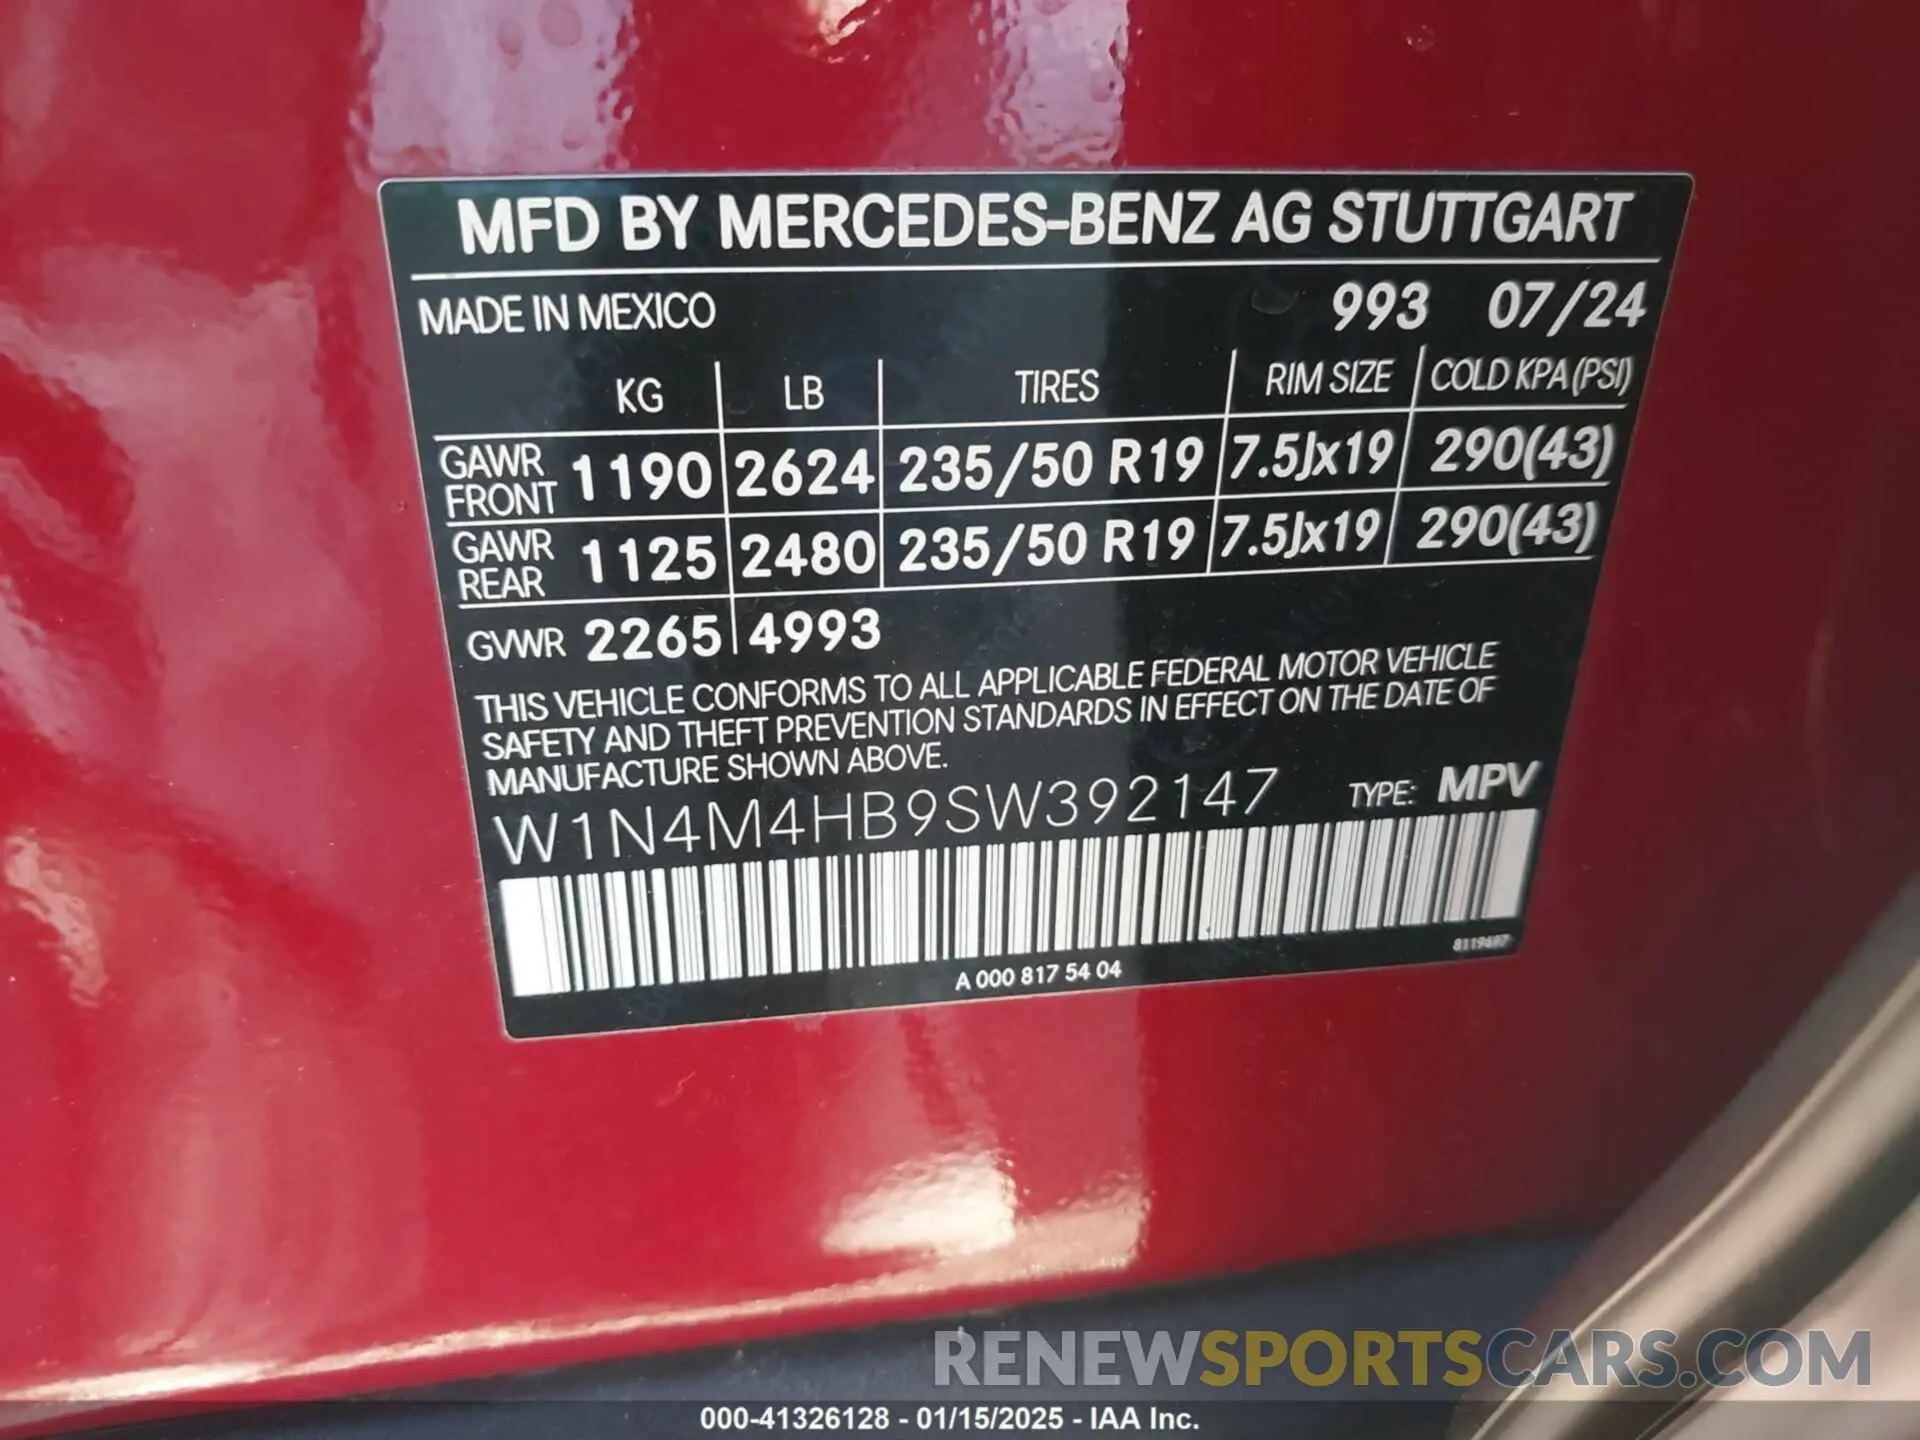 MFD BY MERCEDES-BENZ AG STUTTGART
MADE IN MEXICO 993 07/24
KG LB TIRES RIM SIZE COLD KPA(PSI)
GAWR FRONT 1190 2624 235/50 R19 7.5Jx19 290(43)
GAWR REAR 1125 2480 235/50 R19 7.5Jx19 290(43)
GVWR 2265 4993
THIS VEHICLE CONFORMS TO ALL APPLICABLE FEDERAL MOTOR VEHICLE
SAFETY AND THEFT PREVENTION STANDARDS IN EFFECT ON THE DATE OF
MANUFACTURE SHOWN ABOVE.
W1N4M4HB9SW392147 TYPE: MPV
A 000 817 54 04
RENEWSPORTSCARS.COM
000-41326128 - 01/15/2025 - IAA Inc.